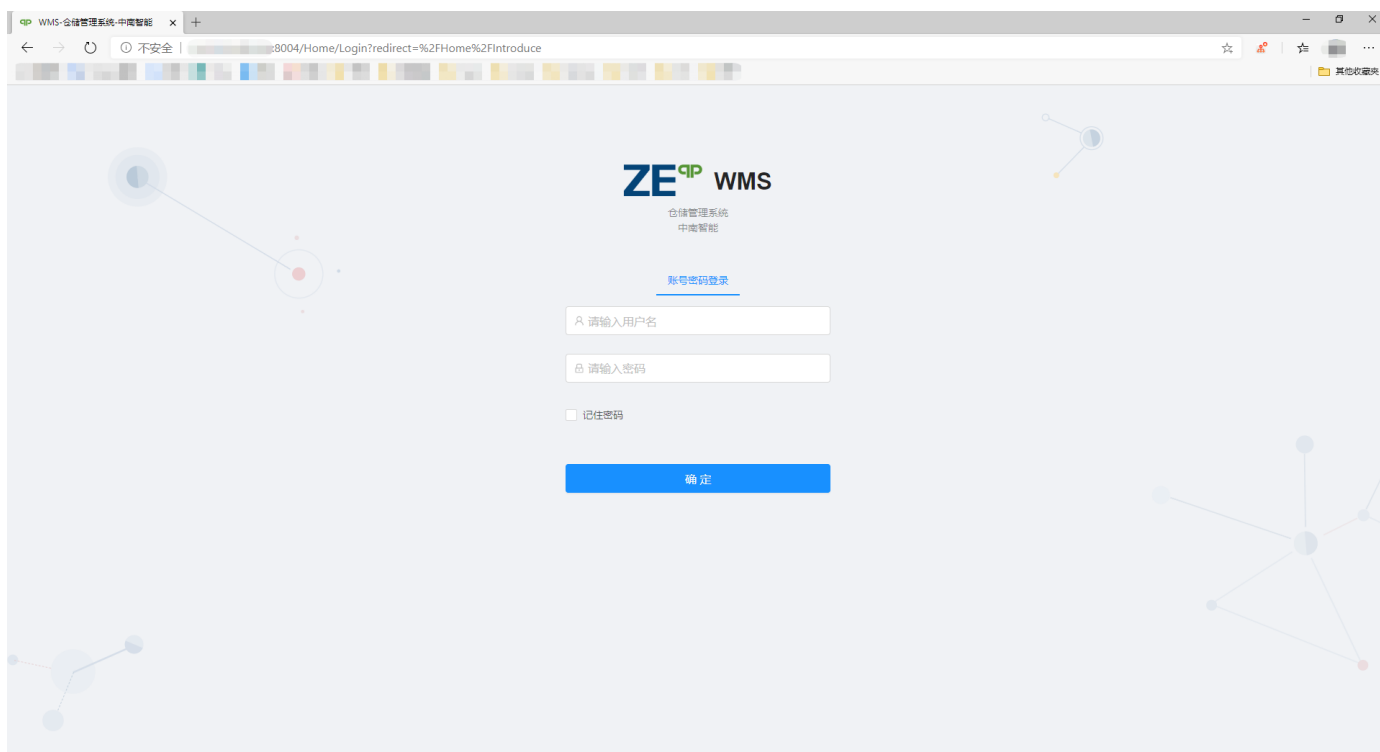 WMS-仓储管理系统-中南智能
不安全
:8004/Home/Login?redirect=%2FHome%2FIntroduce
其他收藏夹
ZE WMS
仓储管理系统
中南智能
账号密码登录
请输入用户名
请输入密码
记住密码
确定